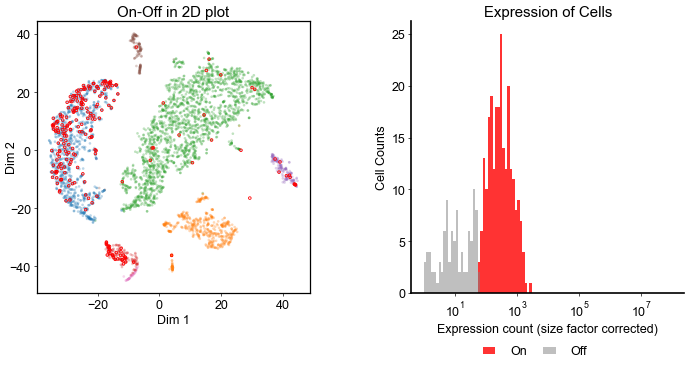 On-Off in 2D plot
40
20
0
−20
−40
Dim 2
−20 0 20 40
Dim 1
Expression of Cells
25
20
15
10
5
0
Cell Counts
10^1 10^3 10^5 10^7
Expression count (size factor corrected)
On Off